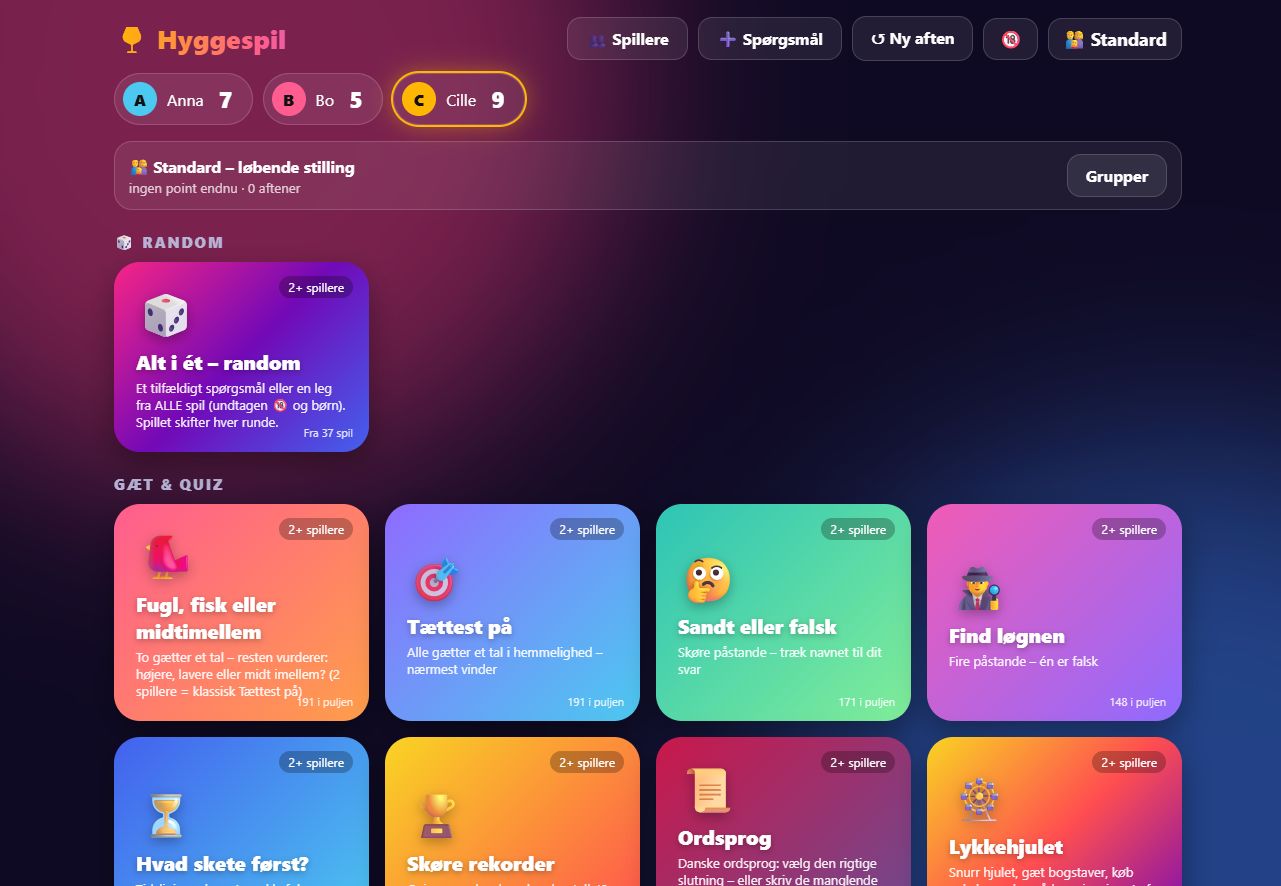 Hyggespil
Spillere
Spørgsmål
↺ Ny aften
🔞
Standard
A Anna 7
B Bo 5
C Cille 9
Standard – løbende stilling
ingen point endnu · 0 aftener
Grupper
RANDOM
2+ spillere
Alt i ét – random
Et tilfældigt spørgsmål eller en leg
fra ALLE spil (undtagen 🔞 og børn).
Spillet skifter hver runde.
Fra 37 spil
GÆT & QUIZ
2+ spillere
Fugl, fisk eller
midtimellem
To gætter et tal – resten vurderer:
højere, lavere eller midt imellem? (2
spillere = klassisk Tættest på)
191 i puljen
2+ spillere
Tættest på
Alle gætter et tal i hemmelighed –
nærmest vinder
191 i puljen
2+ spillere
Sandt eller falsk
Skøre påstande – træk navnet til dit
svar
171 i puljen
2+ spillere
Find løgnen
Fire påstande – én er falsk
148 i puljen
2+ spillere
Hvad skete først?
2+ spillere
Skøre rekorder
2+ spillere
Ordsprog
Danske ordsprog: vælg den rigtige
slutning – eller skriv de manglende
2+ spillere
Lykkehjulet
Snurr hjulet, gæt bogstaver, køb